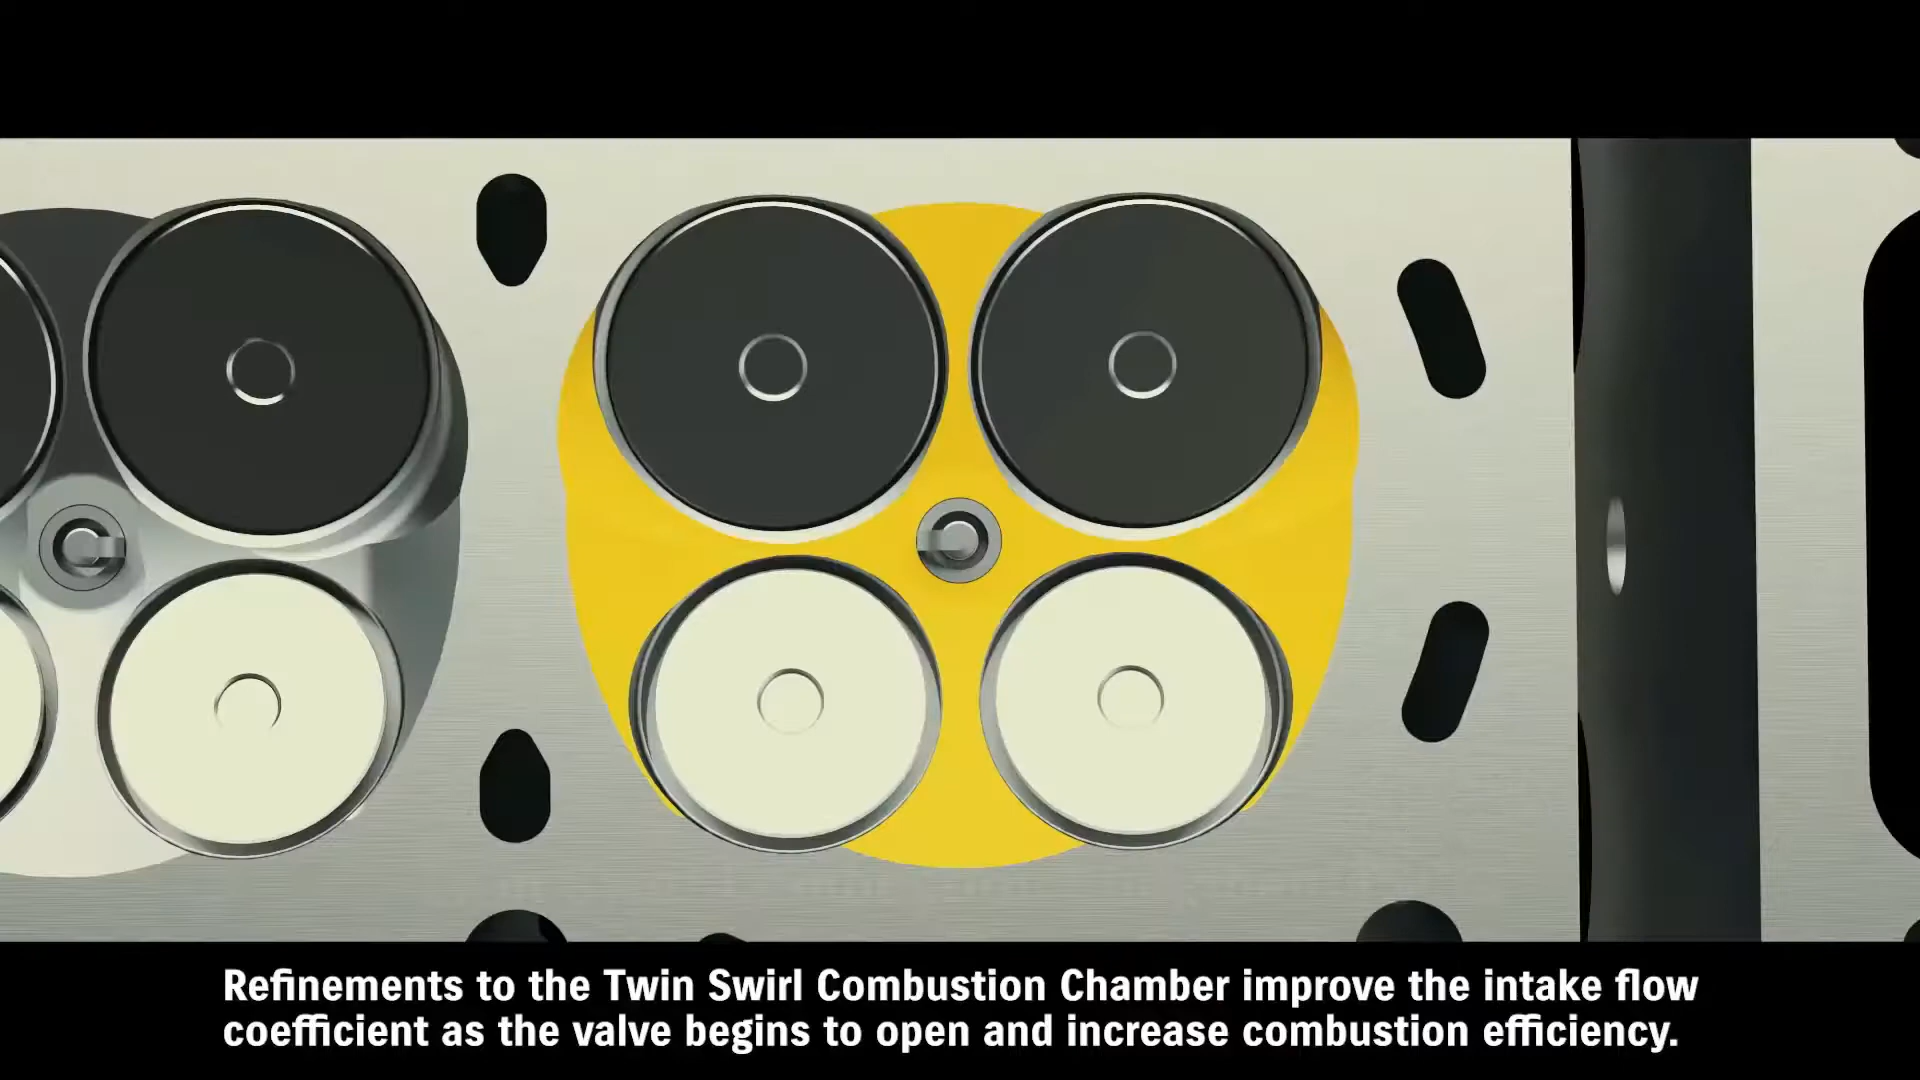 Refinements to the Twin Swirl Combustion Chamber improve the intake flow
coefficient as the valve begins to open and increase combustion efficiency.